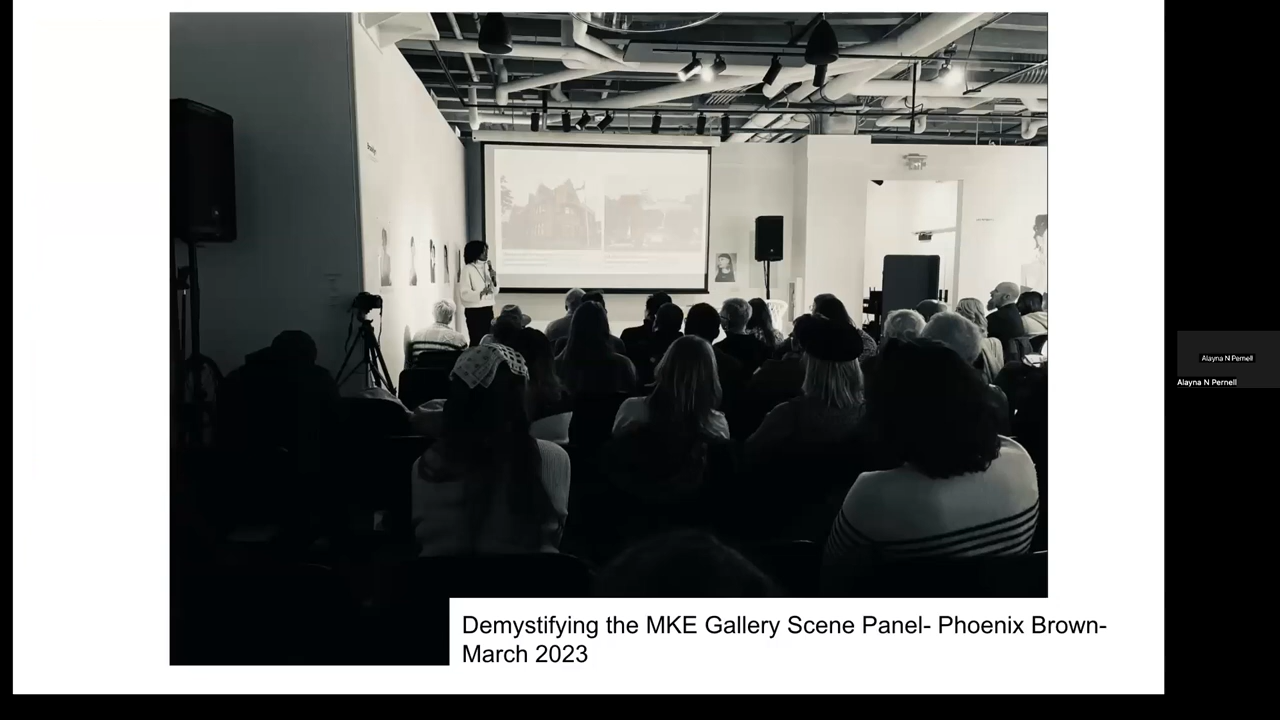 Demystifying the MKE Gallery Scene Panel- Phoenix Brown-
March 2023
Alayna N Pernell
Alayna N Pernell